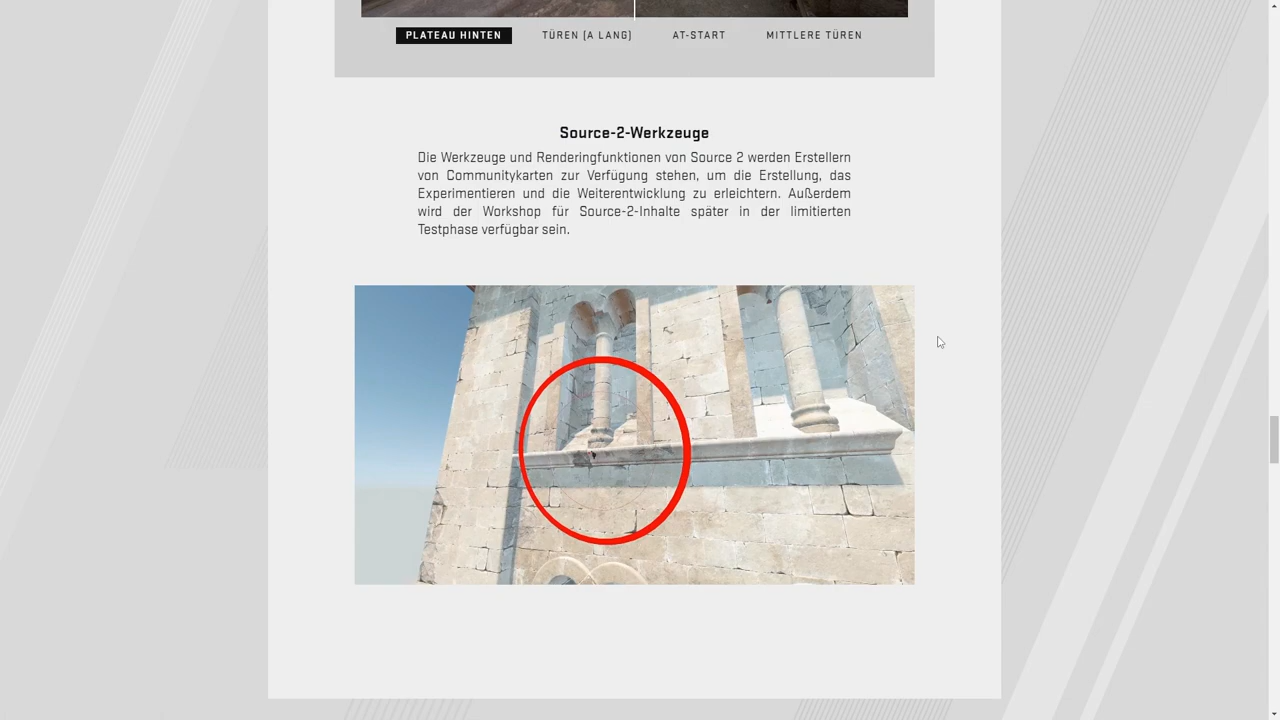 PLATEAU HINTEN TÜREN (A LANG) AT-START MITTLERE TÜREN
Source-2-Werkzeuge
Die Werkzeuge und Renderingfunktionen von Source 2 werden Erstellern
von Communitykarten zur Verfügung stehen, um die Erstellung, das
Experimentieren und die Weiterentwicklung zu erleichtern. Außerdem
wird der Workshop für Source-2-Inhalte später in der limitierten
Testphase verfügbar sein.